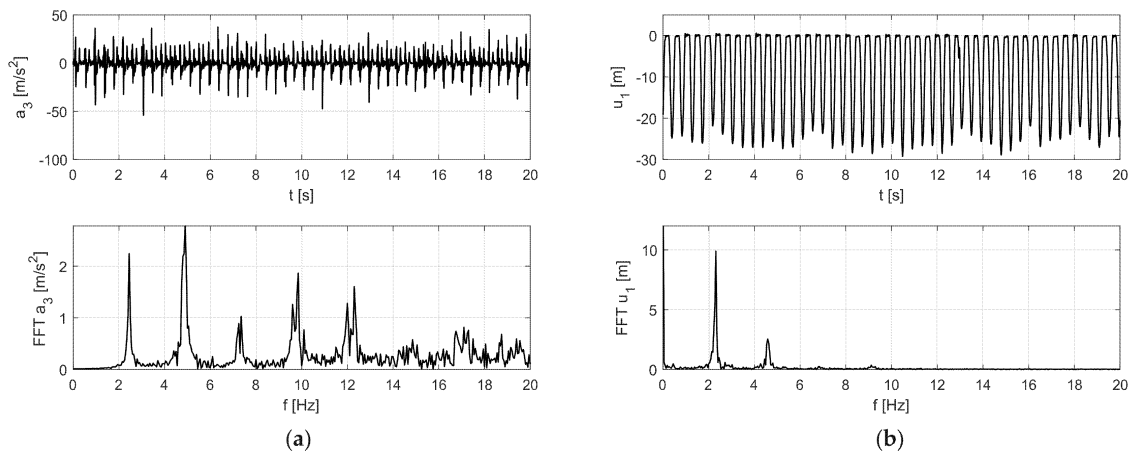 50
0
-50
-100
a3 [m/s2]
0 2 4 6 8 10 12 14 16 18 20
t [s]
2
1
0
FFT a3 [m/s2]
0 2 4 6 8 10 12 14 16 18 20
f [Hz]
(a)
0
-10
-20
-30
u1 [m]
0 2 4 6 8 10 12 14 16 18 20
t [s]
10
5
0
FFT u1 [m]
0 2 4 6 8 10 12 14 16 18 20
f [Hz]
(b)